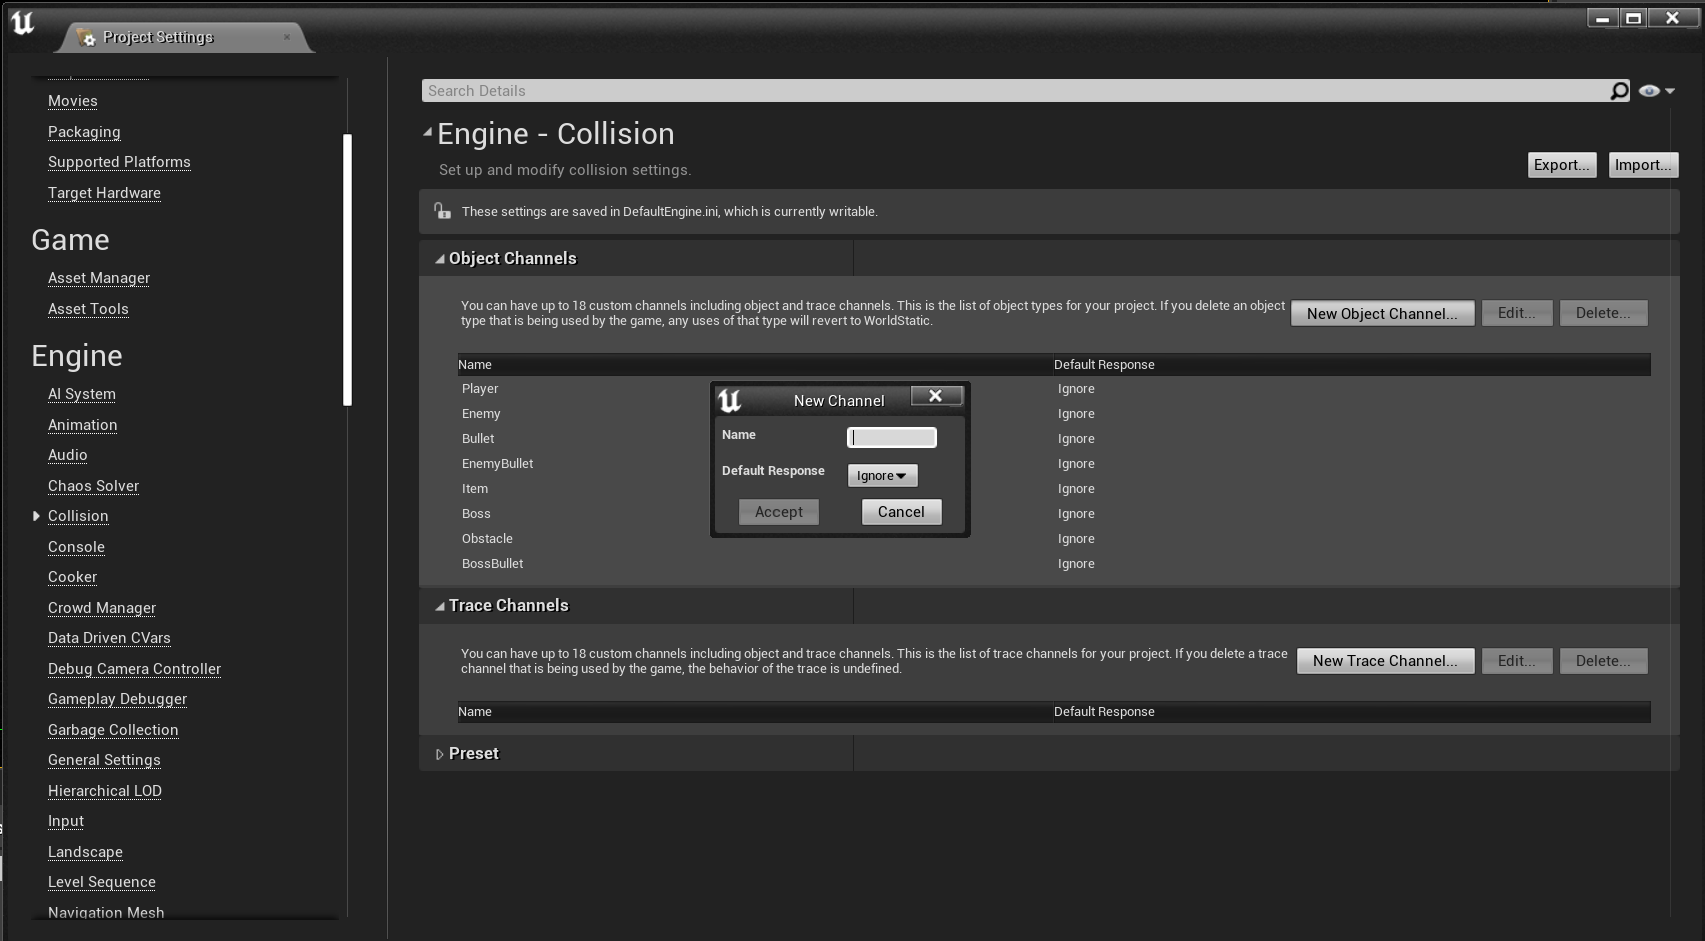 Project Settings
Movies
Packaging
Supported Platforms
Target Hardware
Game
Asset Manager
Asset Tools
Engine
AI System
Animation
Audio
Chaos Solver
Collision
Console
Cooker
Crowd Manager
Data Driven CVars
Debug Camera Controller
Gameplay Debugger
Garbage Collection
General Settings
Hierarchical LOD
Input
Landscape
Level Sequence
Navigation Mesh
Search Details
Engine - Collision
Set up and modify collision settings.
Export...
Import...
These settings are saved in DefaultEngine.ini, which is currently writable.
Object Channels
You can have up to 18 custom channels including object and trace channels. This is the list of object types for your project. If you delete an object
type that is being used by the game, any uses of that type will revert to WorldStatic.
New Object Channel...
Edit...
Delete...
Name Default Response
Player Ignore
Enemy Ignore
Bullet Ignore
EnemyBullet Ignore
Item Ignore
Boss Ignore
Obstacle Ignore
BossBullet Ignore
New Channel
Name
Default Response Ignore
Accept Cancel
Trace Channels
You can have up to 18 custom channels including object and trace channels. This is the list of trace channels for your project. If you delete a trace
channel that is being used by the game, the behavior of the trace is undefined.
New Trace Channel...
Edit...
Delete...
Name Default Response
Preset